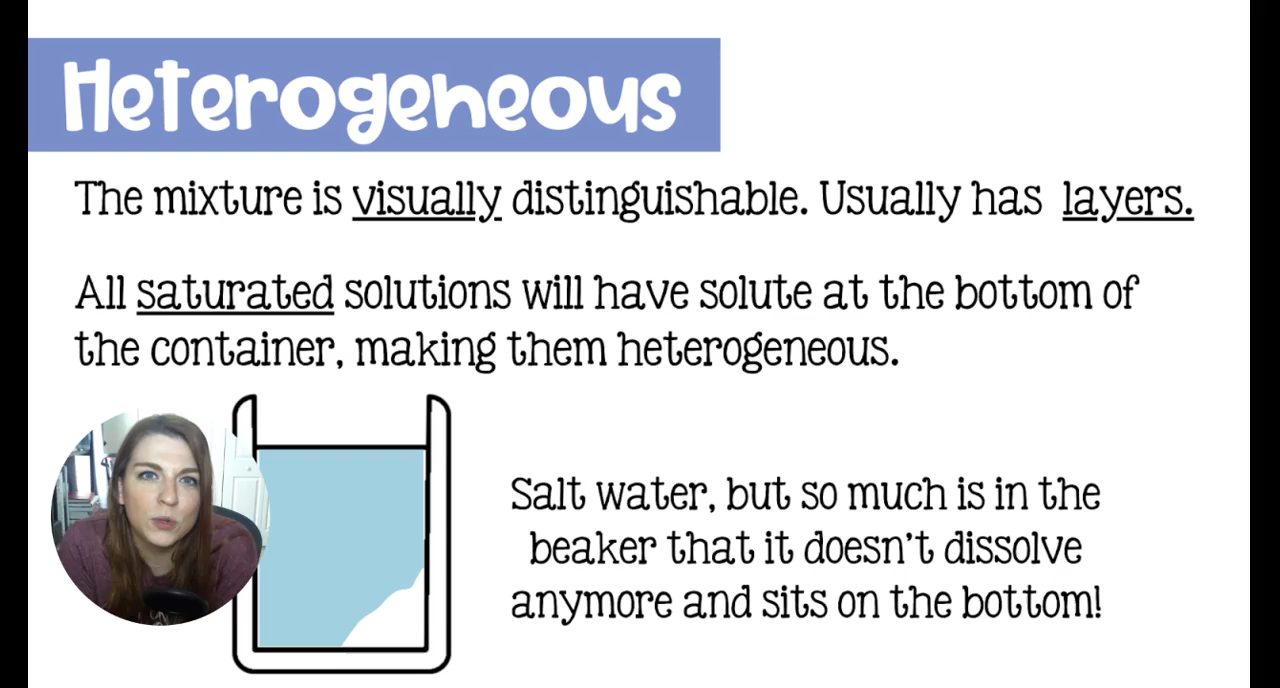 Heterogeneous
The mixture is visually distinguishable. Usually has layers.
All saturated solutions will have solute at the bottom of
the container, making them heterogeneous.
Salt water, but so much is in the
beaker that it doesn't dissolve
anymore and sits on the bottom!